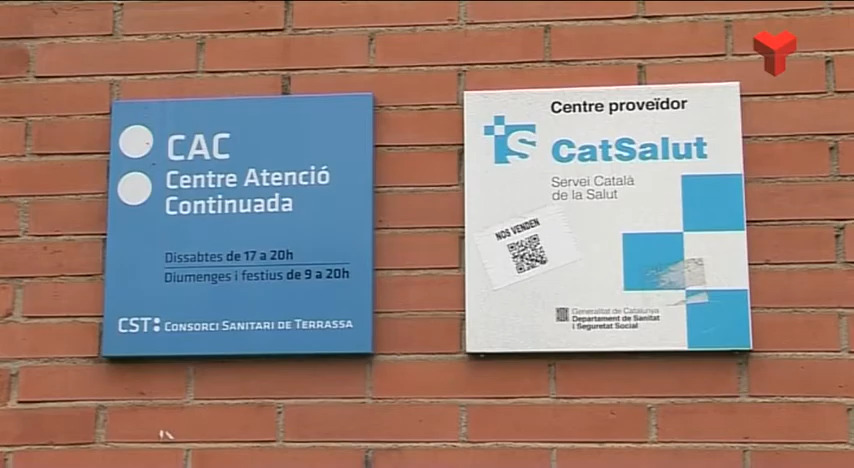 CAC
Centre Atenció
Continuada
Dissabtes de 17 a 20h
Diumenges i festius de 9 a 20h
CST: CONSORCI SANITARI DE TERRASSA
Centre proveïdor
CatSalut
Servei Català
de la Salut
NOS VENDEN
Generalitat de Catalunya
Departament de Sanitat
i Seguretat Social